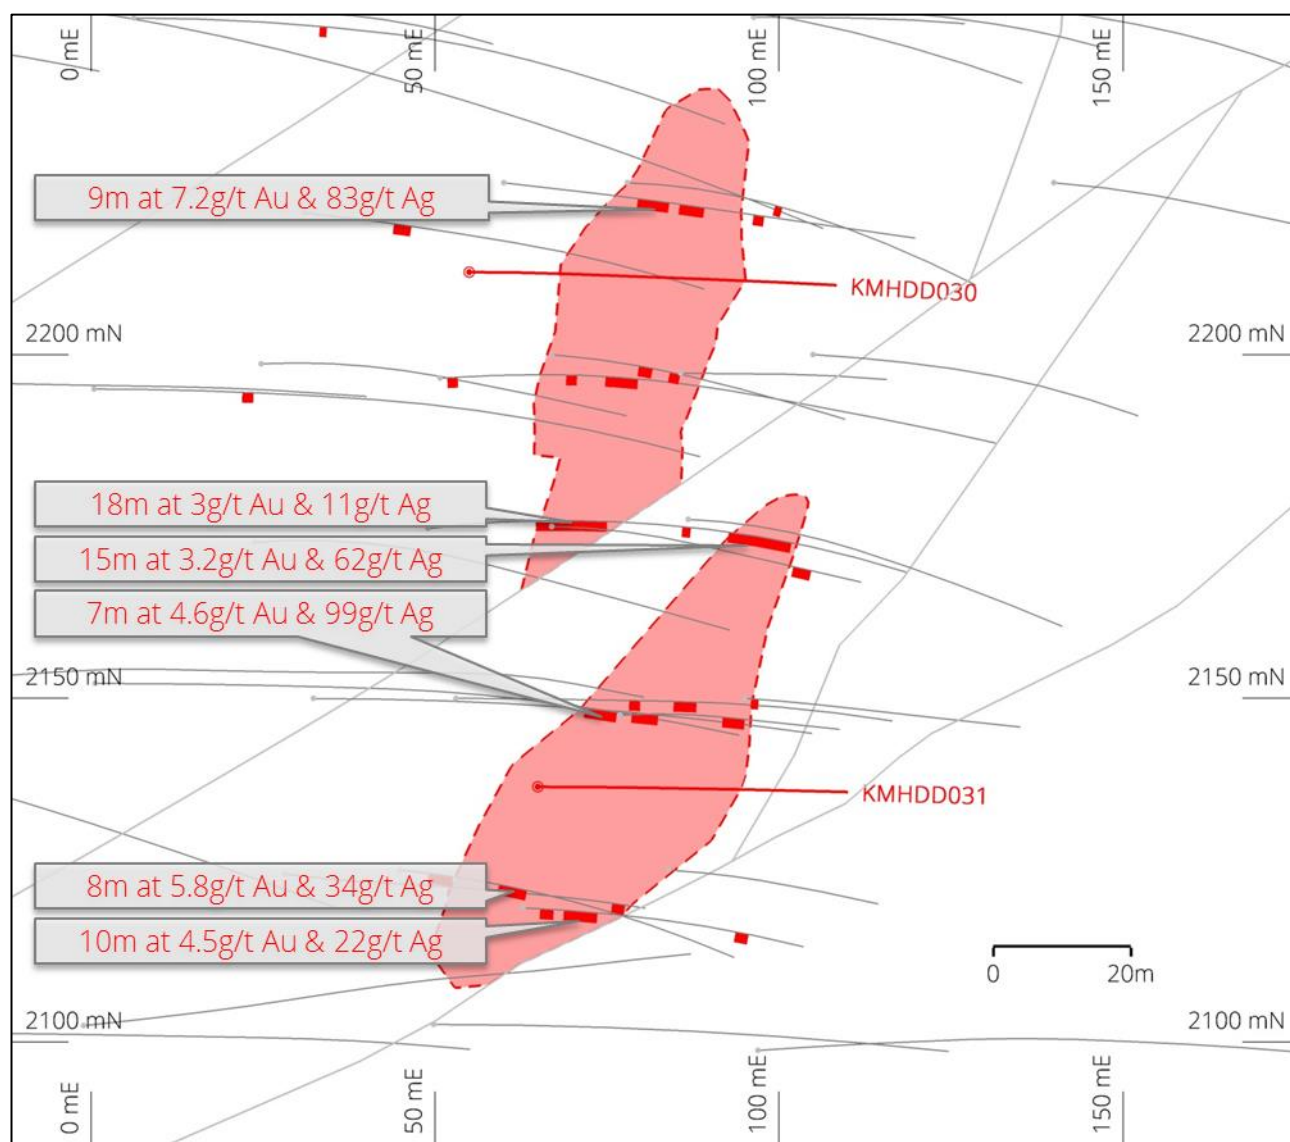 0 mE
50 mE
100 mE
150 mE
9m at 7.2g/t Au & 83g/t Ag
KMHDD030
2200 mN
2200 mN
18m at 3g/t Au & 11g/t Ag
15m at 3.2g/t Au & 62g/t Ag
7m at 4.6g/t Au & 99g/t Ag
2150 mN
2150 mN
KMHDD031
8m at 5.8g/t Au & 34g/t Ag
10m at 4.5g/t Au & 22g/t Ag
0
20m
2100 mN
2100 mN
0 mE
50 mE
100 mE
150 mE